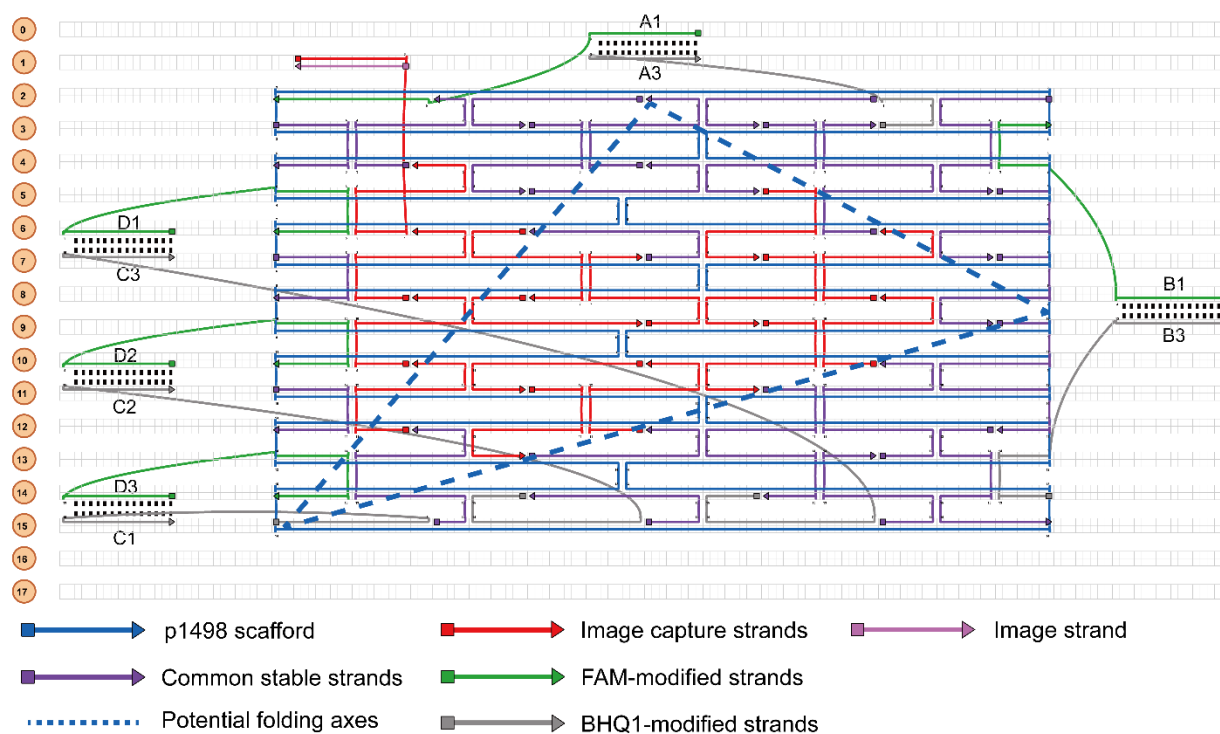 0
A1
1
A3
2
3
4
5
6
D1
7
C3
8
B1
9
B3
10
D2
11
C2
12
13
14
D3
15
C1
16
17
p1498 scafford
Image capture strands
Image strand
Common stable strands
FAM-modified strands
Potential folding axes
BHQ1-modified strands